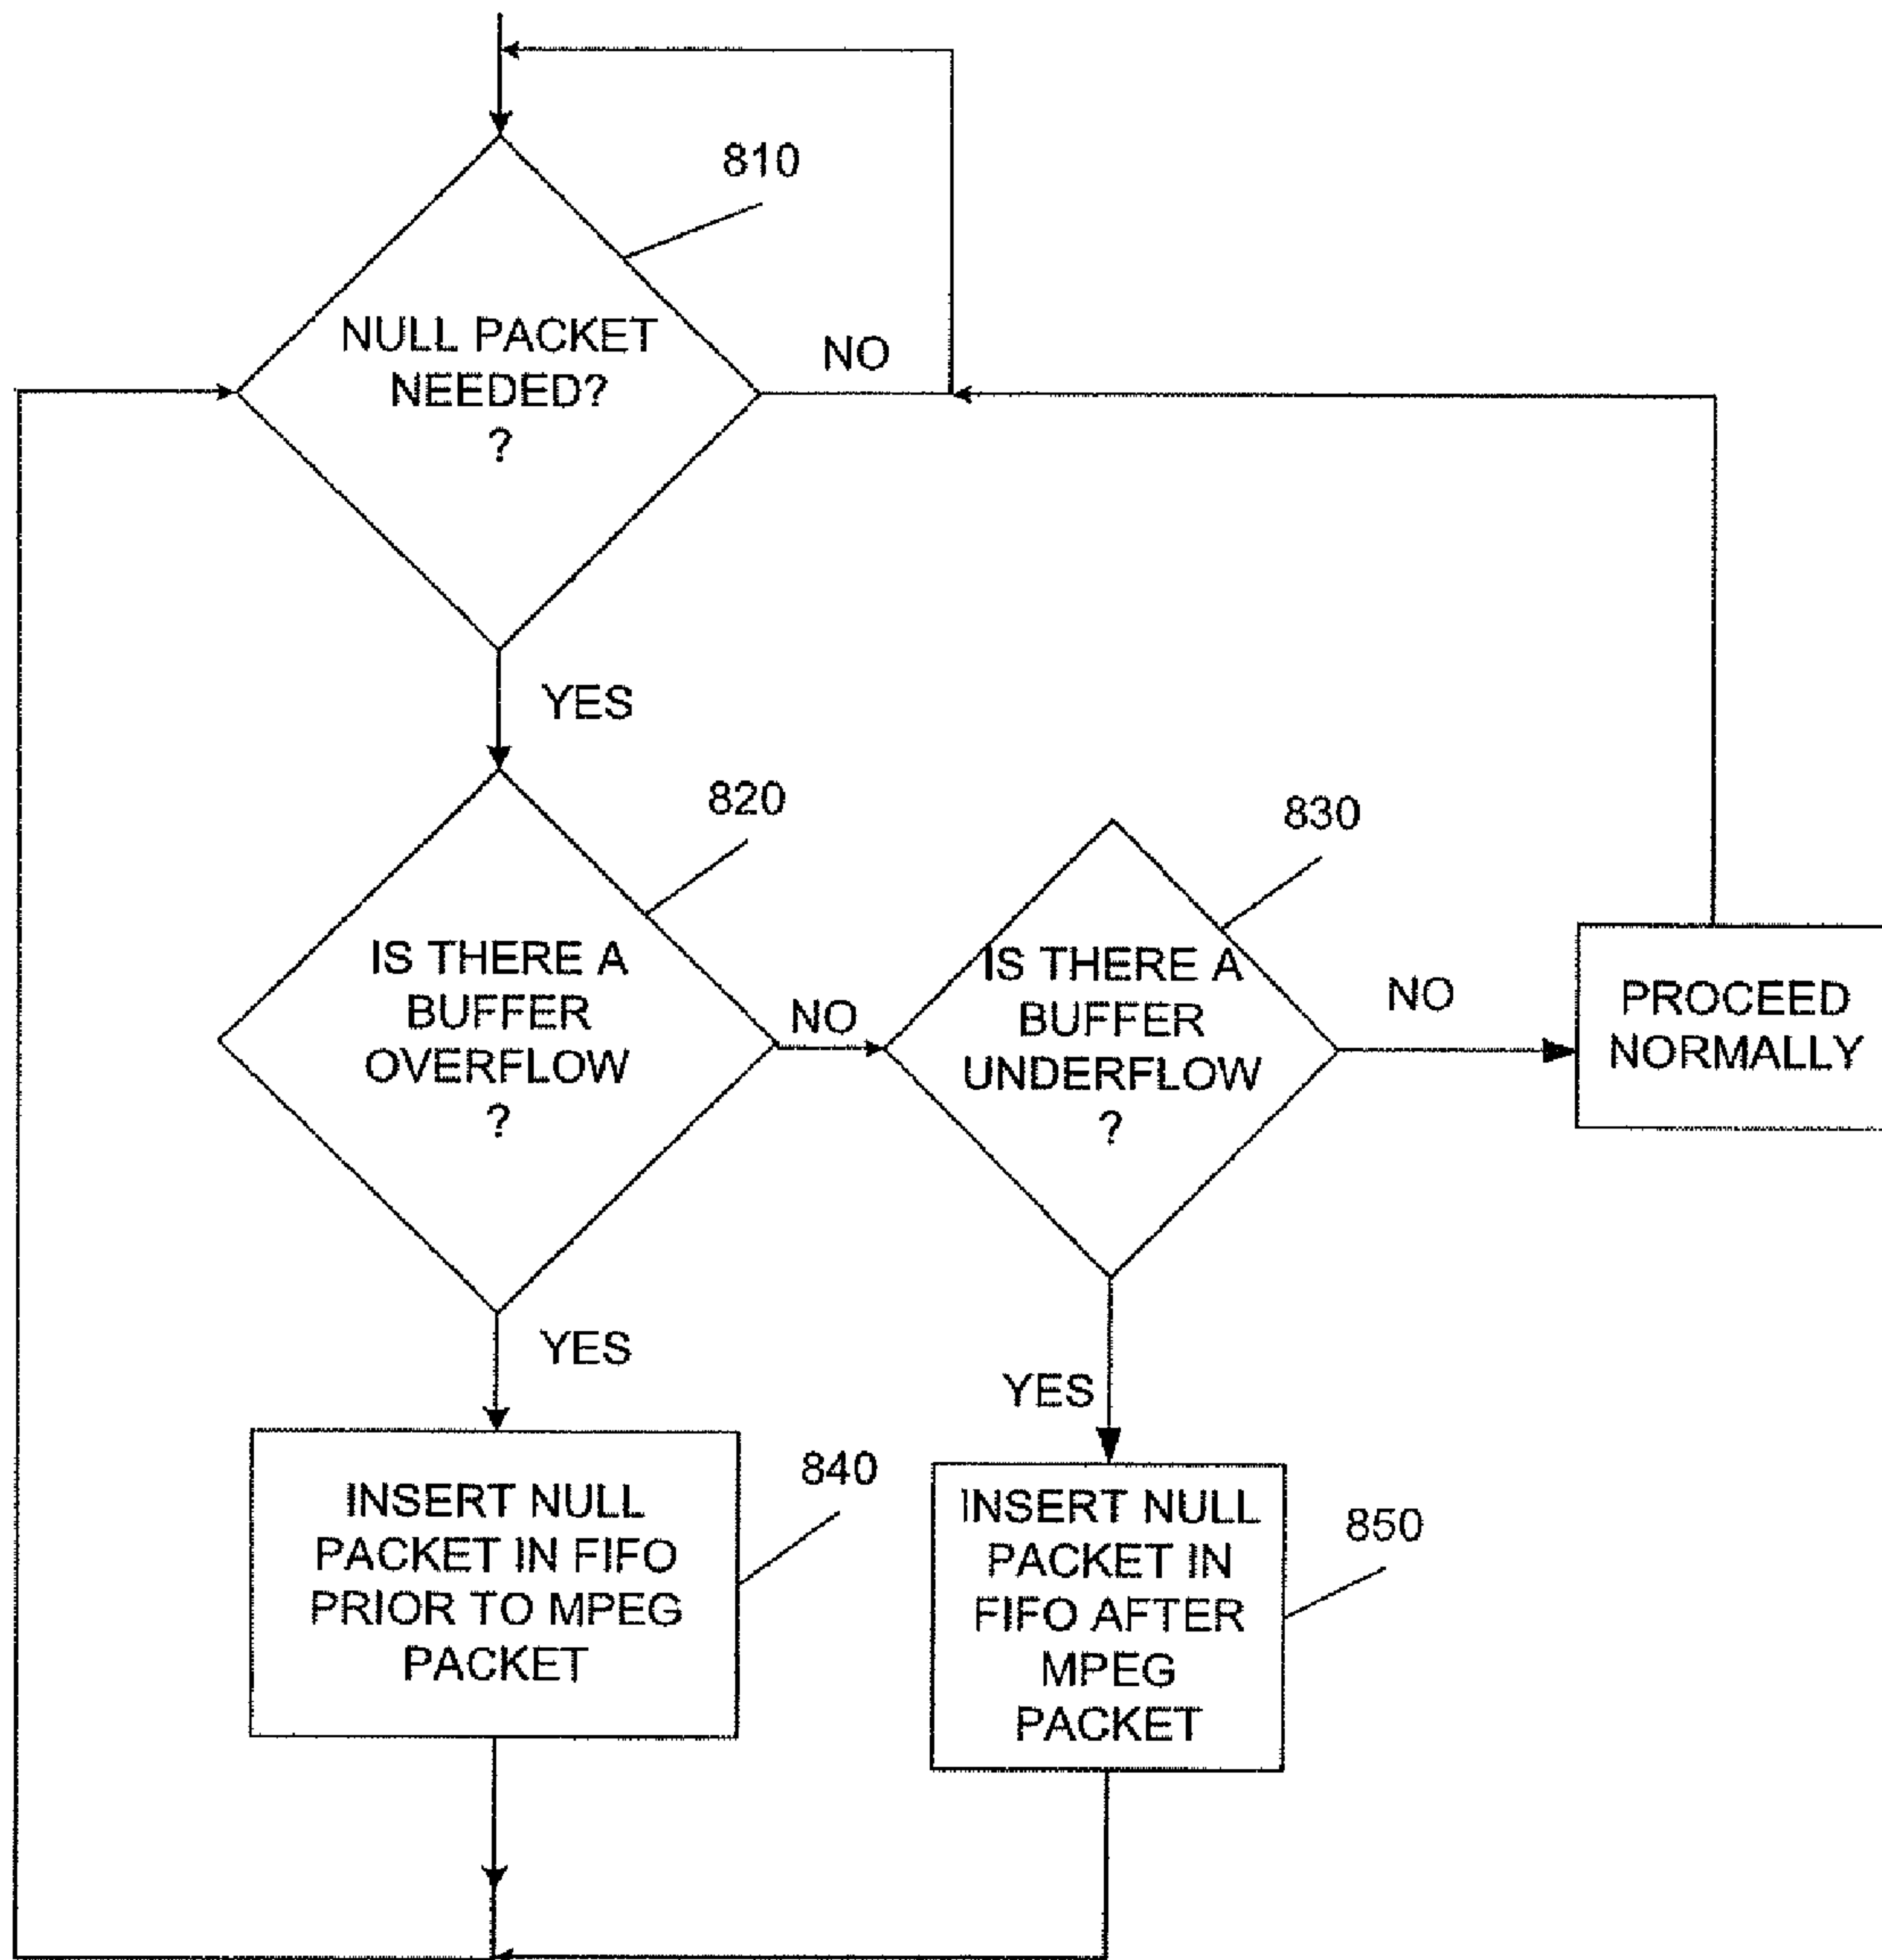 810
NULL PACKET
NEEDED?
?
NO
YES
820
IS THERE A
BUFFER
OVERFLOW
?
NO
830
IS THERE A
BUFFER
UNDERFLOW
?
NO
PROCEED
NORMALLY
YES
YES
840
INSERT NULL
PACKET IN FIFO
PRIOR TO MPEG
PACKET
850
INSERT NULL
PACKET IN
FIFO AFTER
MPEG
PACKET